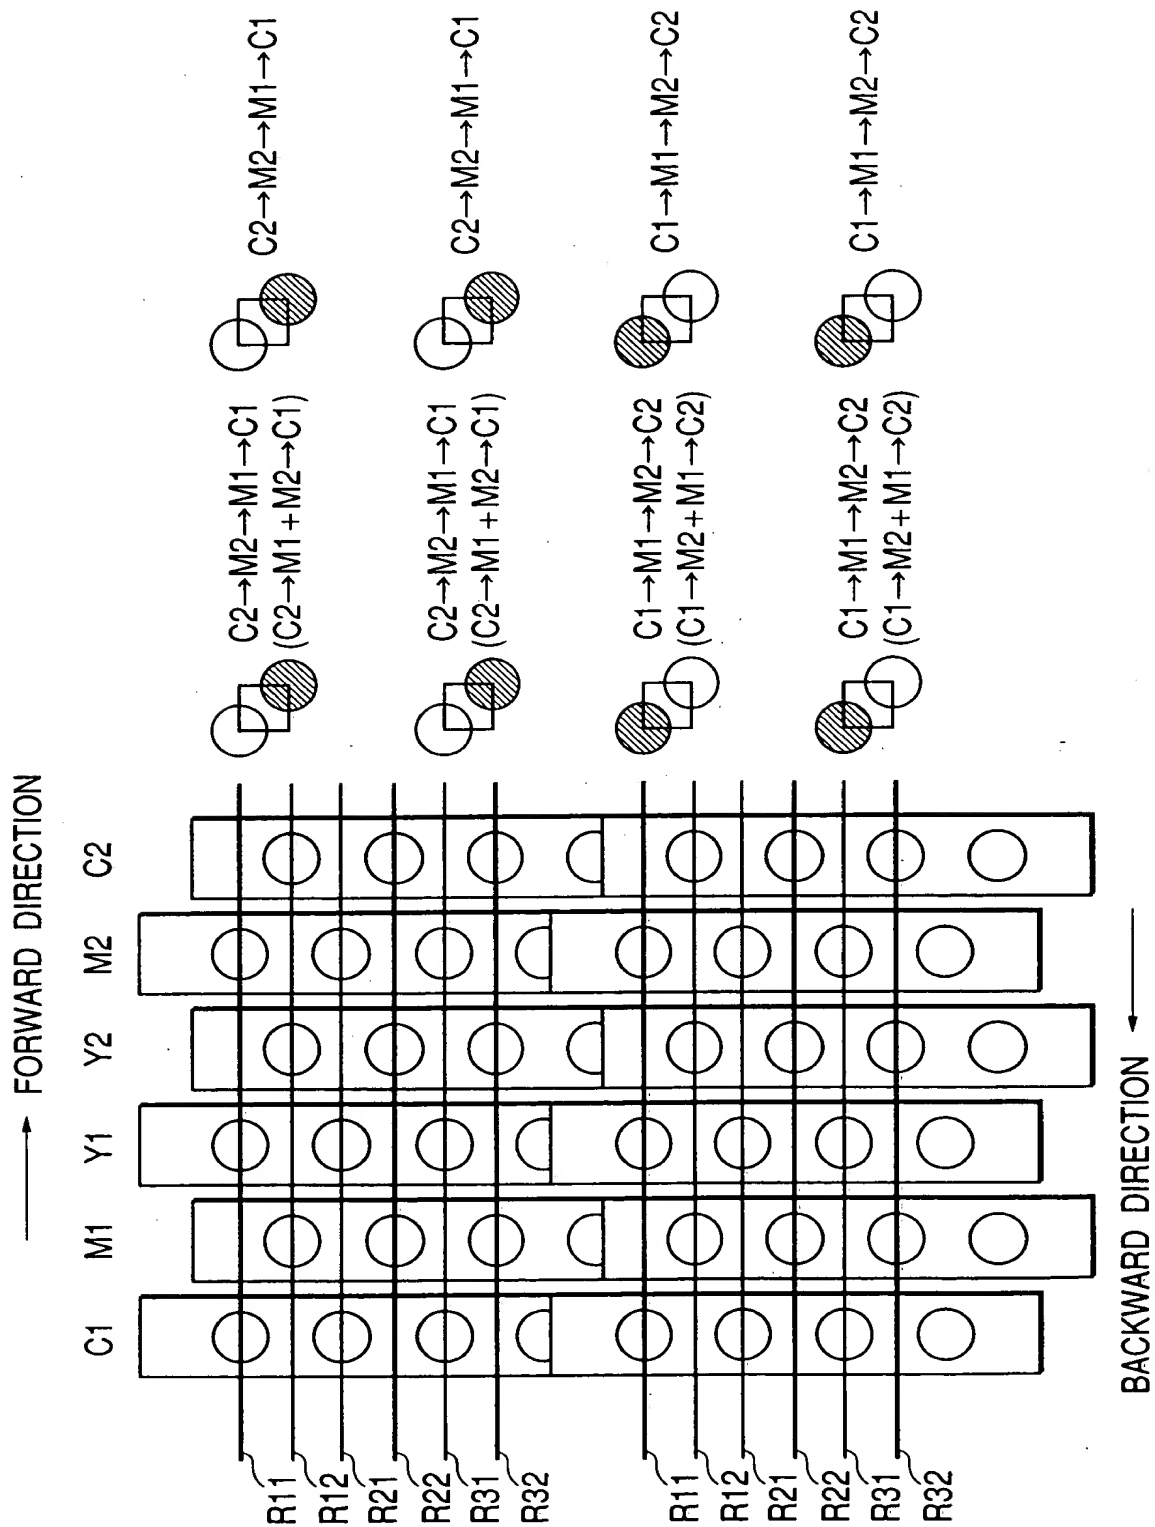 FORWARD DIRECTION
C1 M1 Y1 Y2 M2 C2
R11
R12
R21
R22
R31
R32
C2→M2→M1→C1
(C2→M1+M2→C1)
C2→M2→M1→C1
C2→M2→M1→C1
(C2→M1+M2→C1)
C2→M2→M1→C1
R11
R12
R21
R22
R31
R32
C1→M1→M2→C2
(C1→M2+M1→C2)
C1→M1→M2→C2
C1→M1→M2→C2
(C1→M2+M1→C2)
C1→M1→M2→C2
BACKWARD DIRECTION